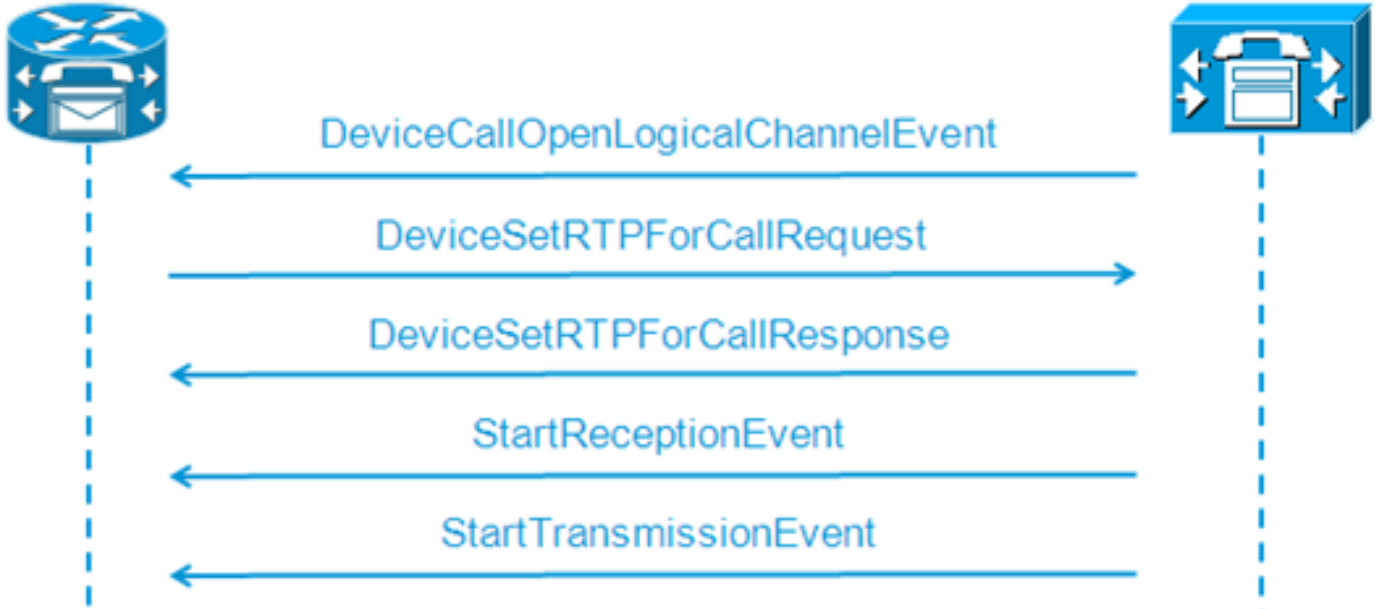 DeviceCallOpenLogicalChannelEvent
DeviceSetRTPForCallRequest
DeviceSetRTPForCallResponse
StartReceptionEvent
StartTransmissionEvent